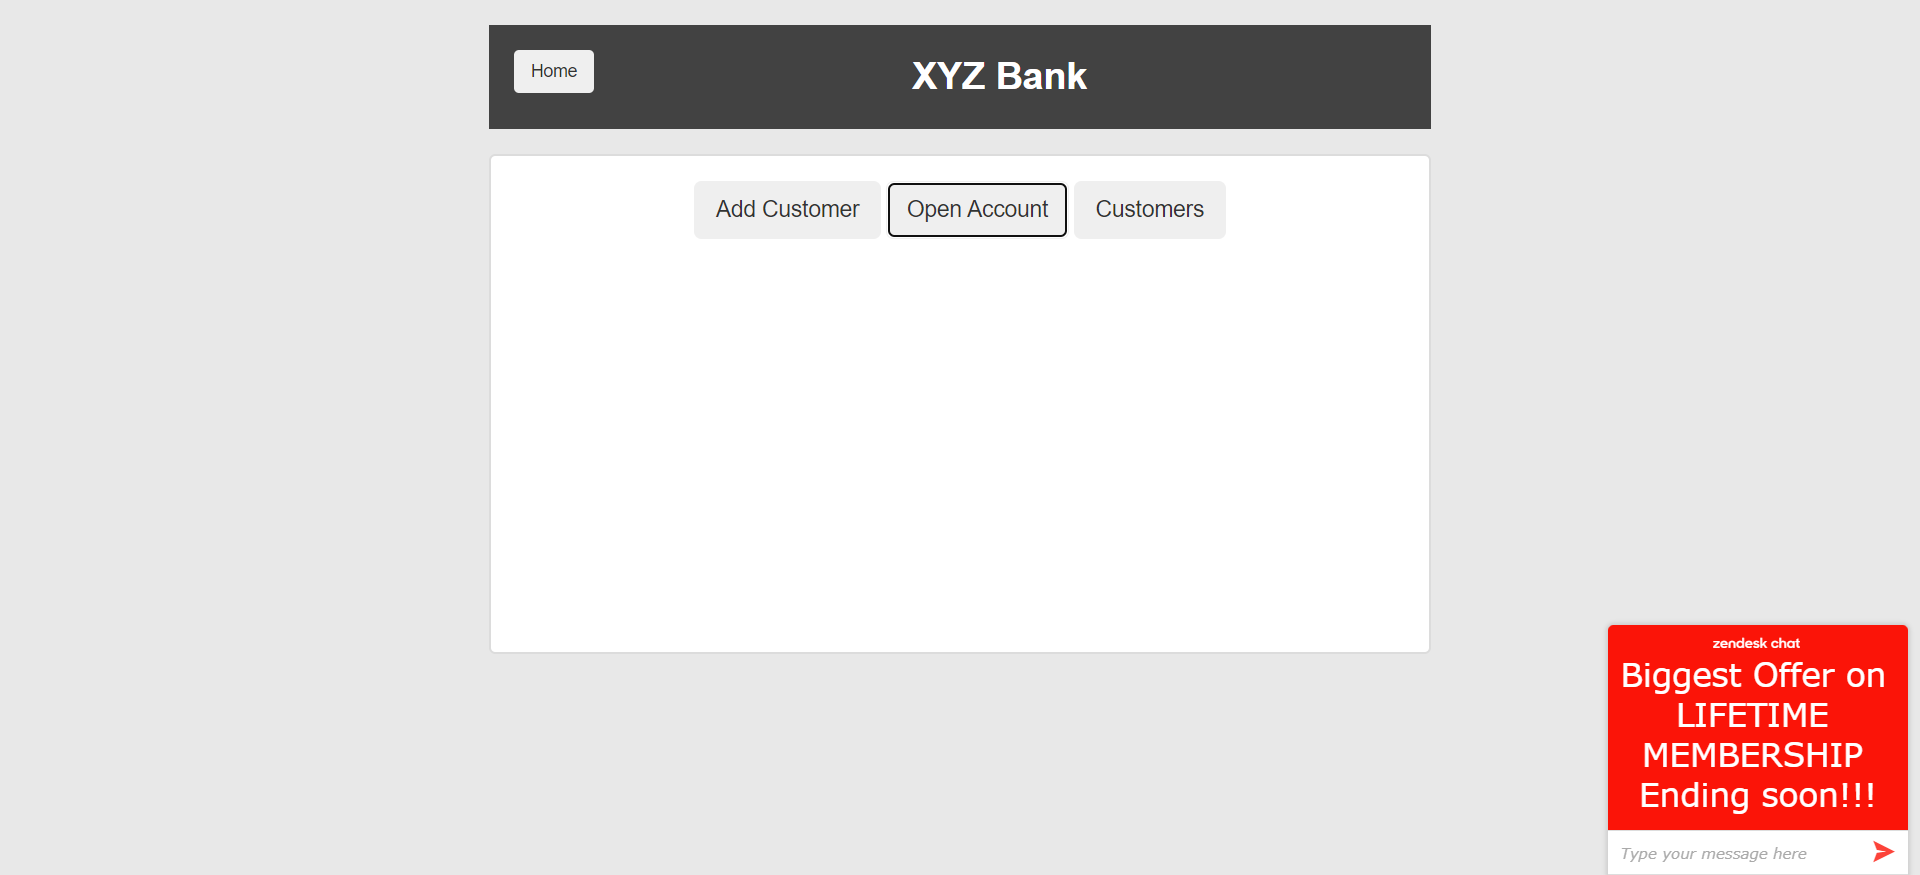 Home
XYZ Bank
Add Customer
Open Account
Customers
zendesk chat
Biggest Offer on
LIFETIME
MEMBERSHIP
Ending soon!!!
Type your message here